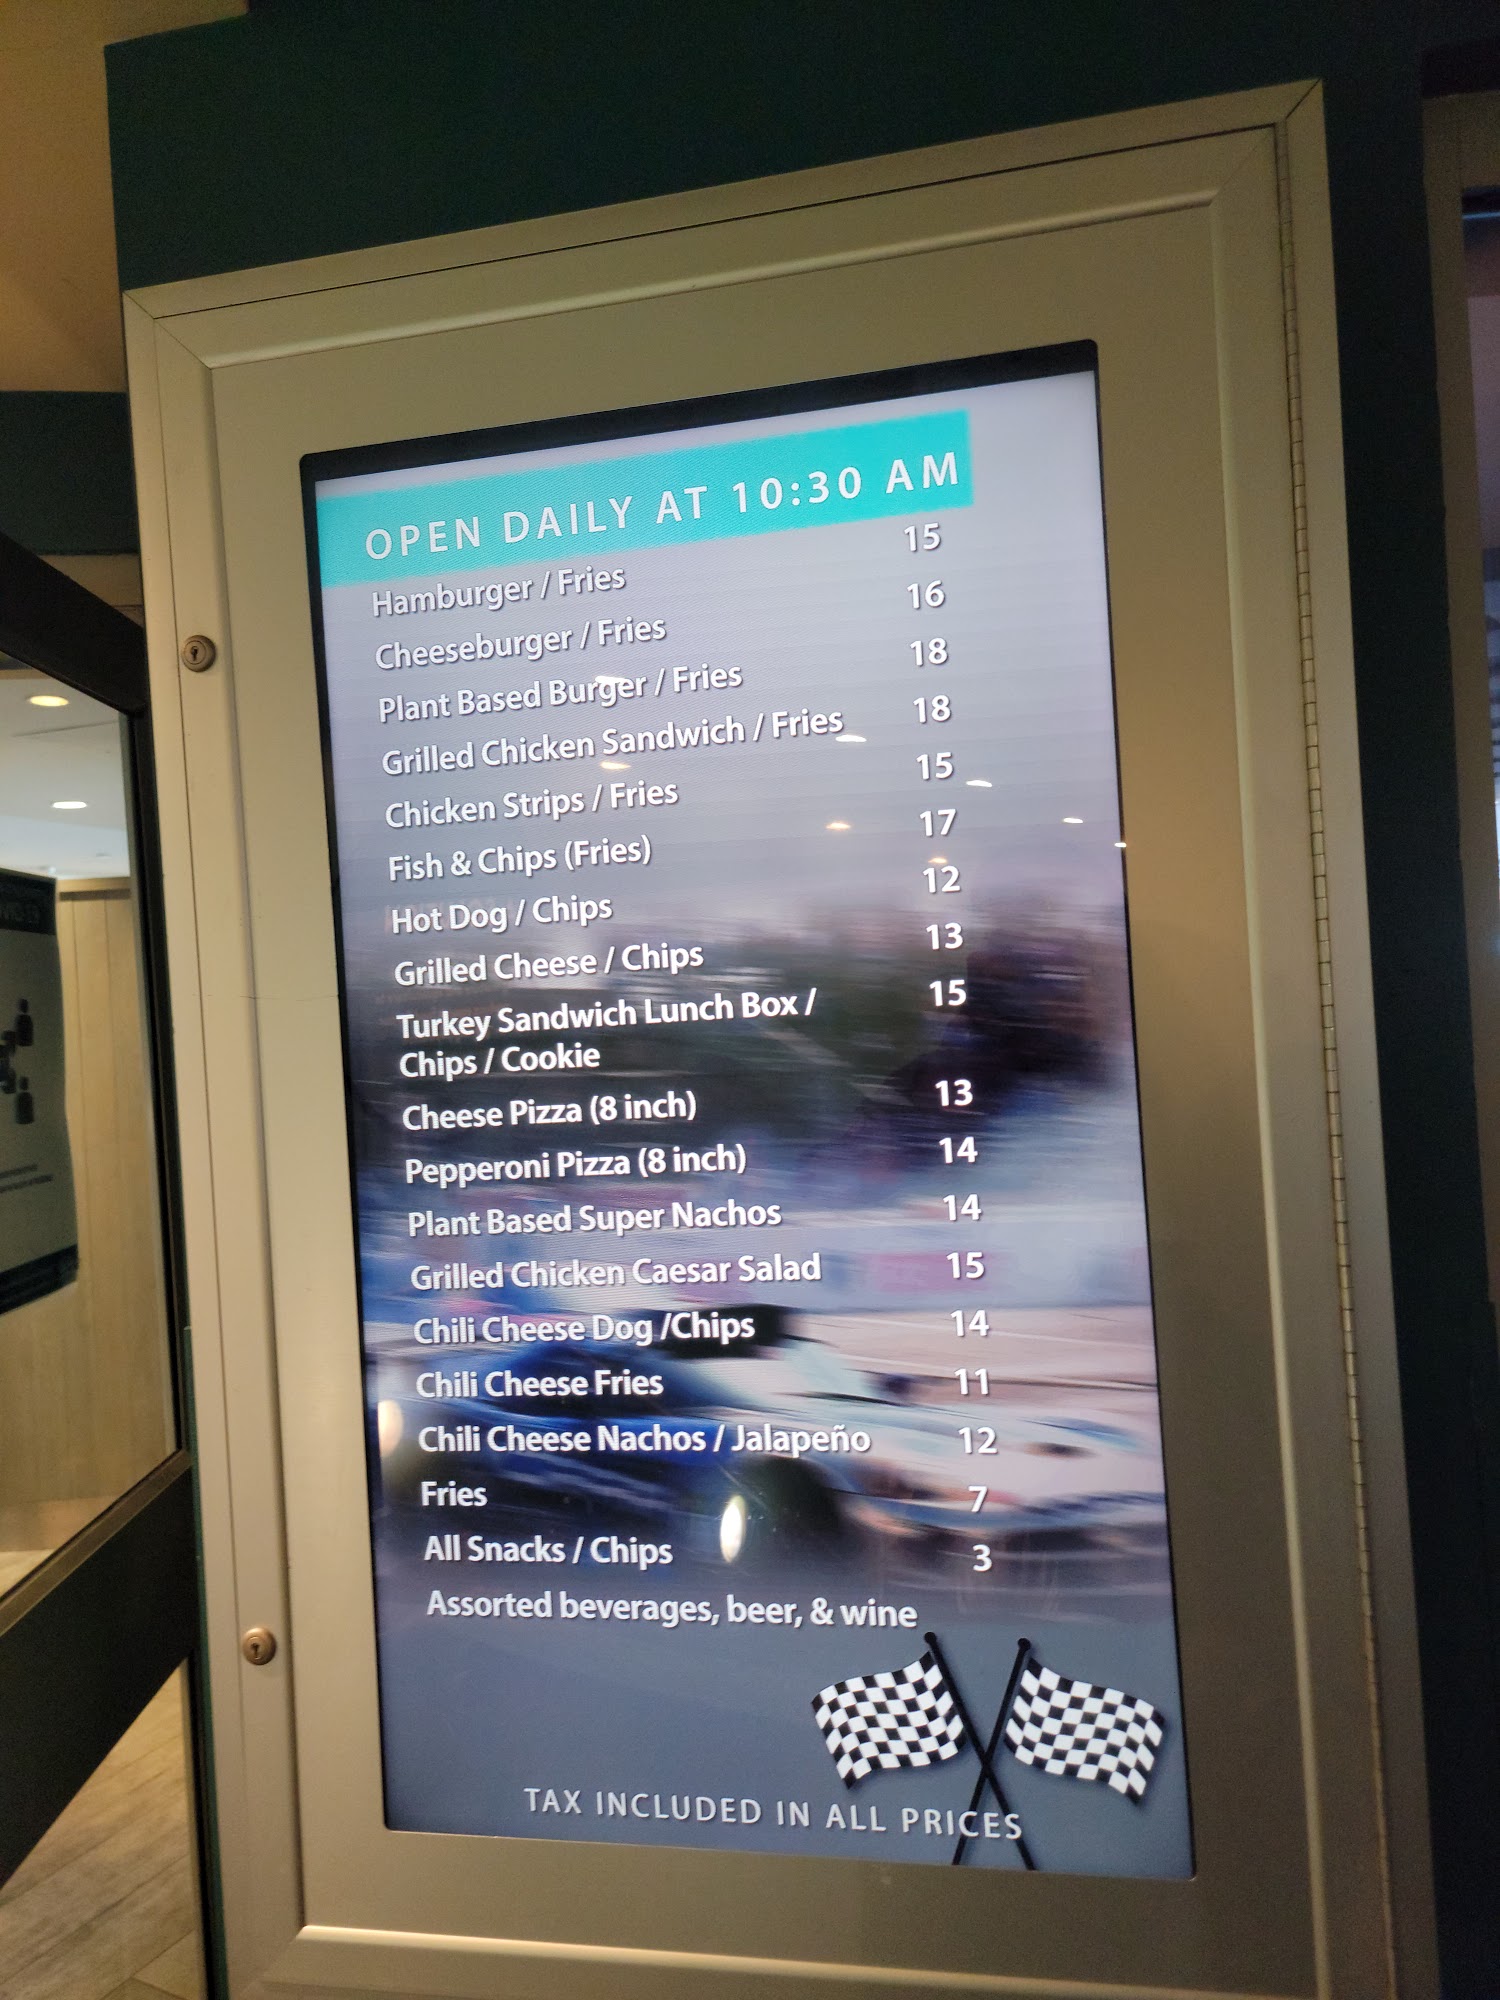 OPEN DAILY AT 10:30 AM
Hamburger / Fries 15
Cheeseburger / Fries 16
Plant Based Burger / Fries 18
Grilled Chicken Sandwich / Fries 18
Chicken Strips / Fries 15
Fish & Chips (Fries) 17
Hot Dog / Chips 12
Grilled Cheese / Chips 13
Turkey Sandwich Lunch Box / 15
Chips / Cookie
Cheese Pizza (8 inch) 13
Pepperoni Pizza (8 inch) 14
Plant Based Super Nachos 14
Grilled Chicken Caesar Salad 15
Chili Cheese Dog /Chips 14
Chili Cheese Fries 11
Chili Cheese Nachos / Jalapeño 12
Fries 7
All Snacks / Chips 3
Assorted beverages, beer, & wine
TAX INCLUDED IN ALL PRICES